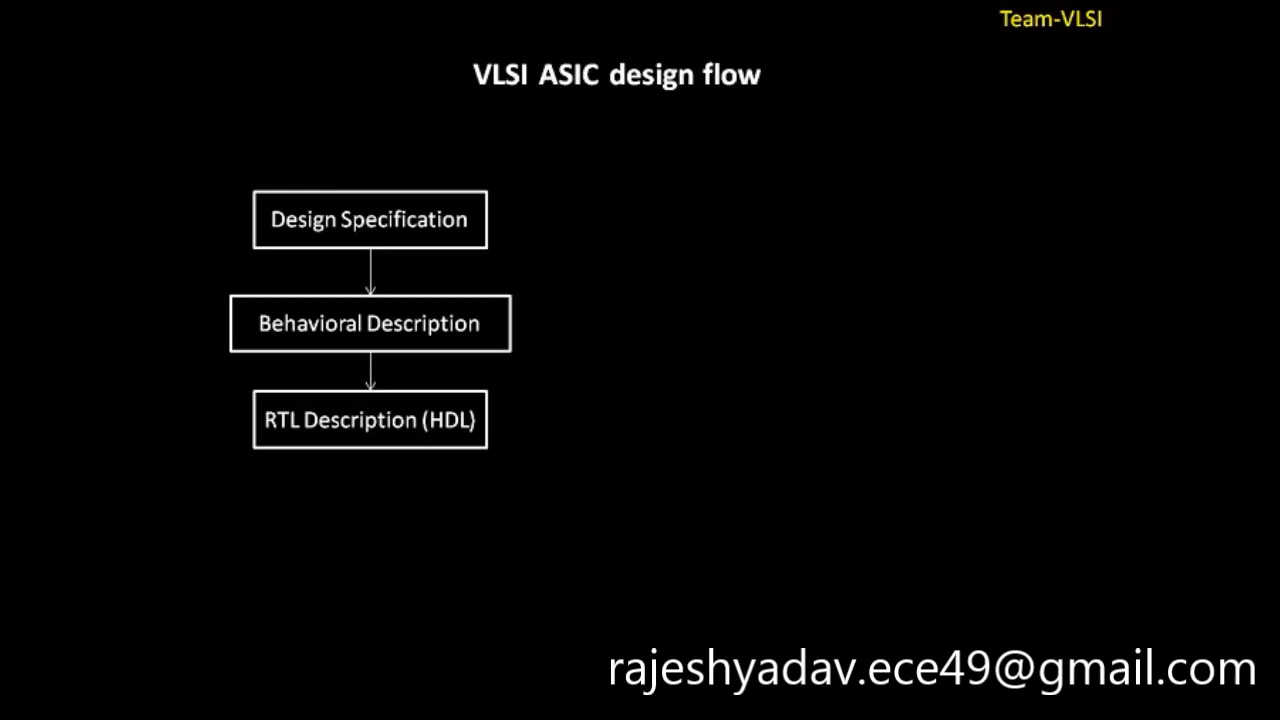 Team-VLSI
VLSI ASIC design flow
Design Specification
Behavioral Description
RTL Description (HDL)
rajeshyadav.ece49@gmail.com